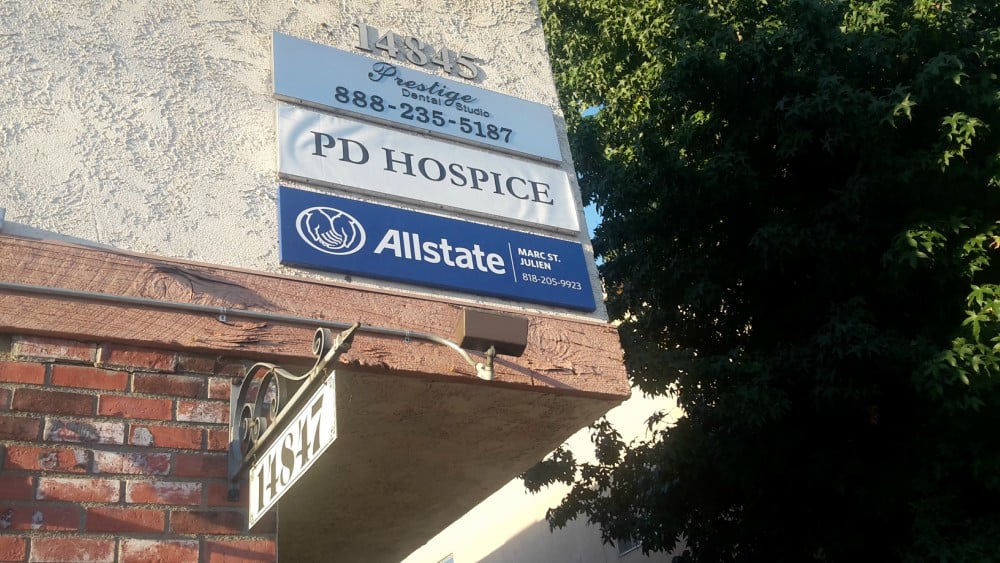 14845
Prestige
Dental Studio
888-235-5187
PD HOSPICE
Allstate
MARC ST.
JULIEN
818-205-9923
14847